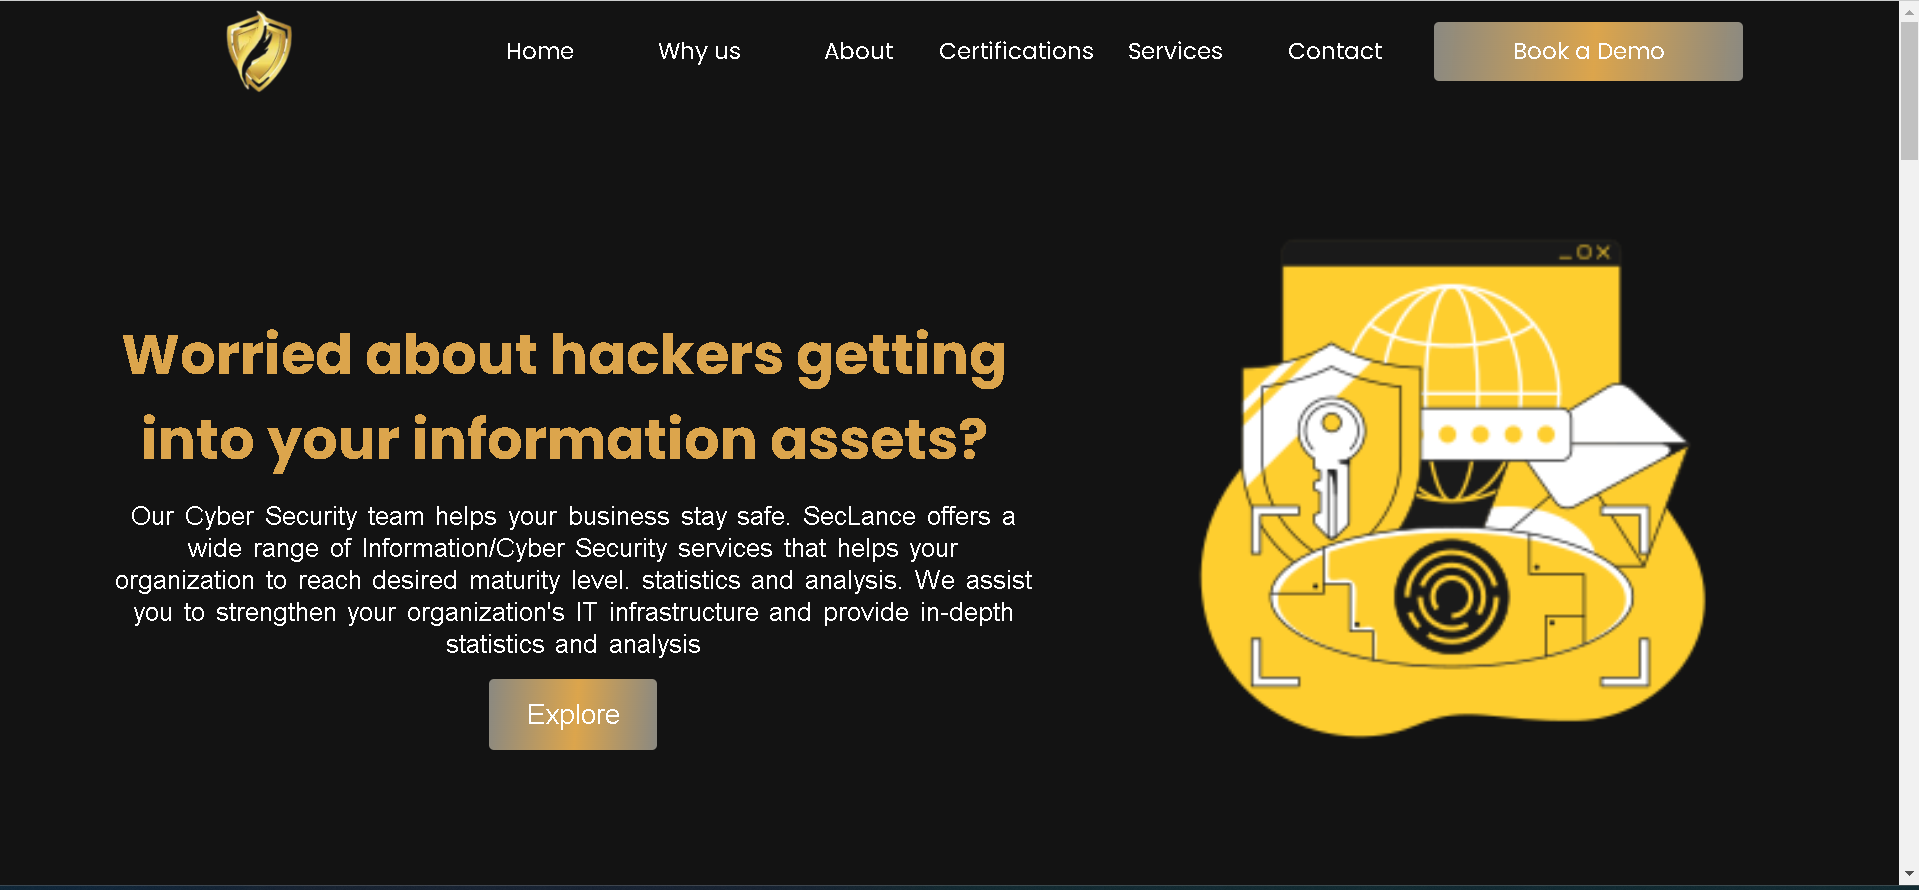 Home Why us About Certifications Services Contact Book a Demo
Worried about hackers getting
into your information assets?
Our Cyber Security team helps your business stay safe. SecLance offers a
wide range of Information/Cyber Security services that helps your
organization to reach desired maturity level. statistics and analysis. We assist
you to strengthen your organization's IT infrastructure and provide in-depth
statistics and analysis
Explore